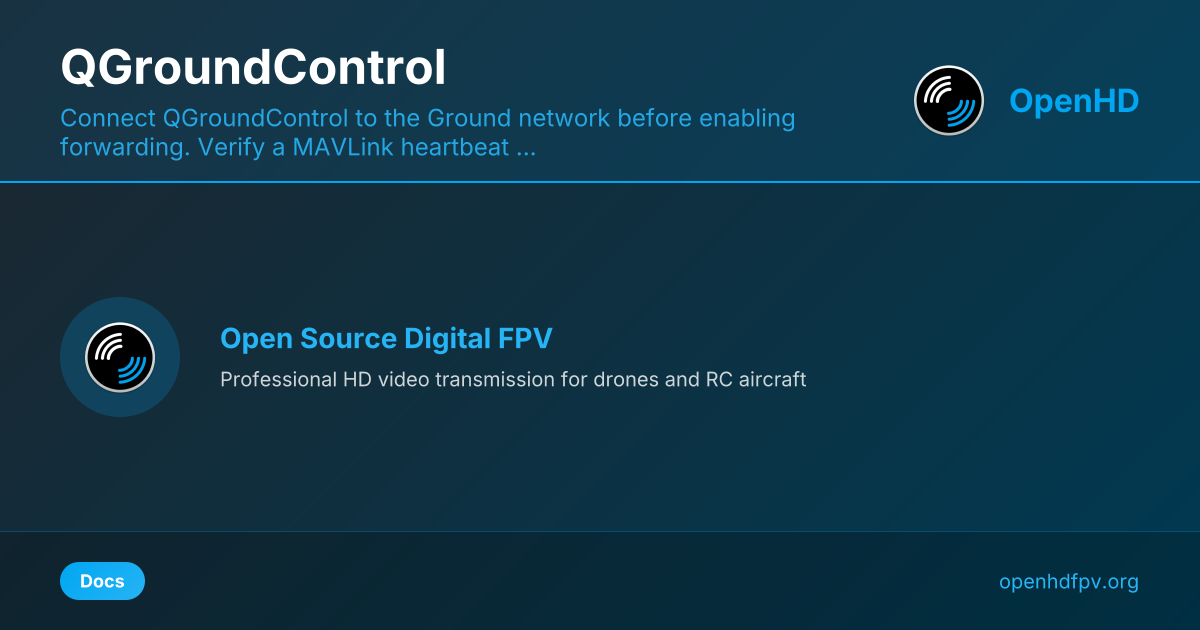 QGroundControl
Connect QGroundControl to the Ground network before enabling
forwarding. Verify a MAVLink heartbeat ...
OpenHD
Open Source Digital FPV
Professional HD video transmission for drones and RC aircraft
Docs
openhdfpv.org